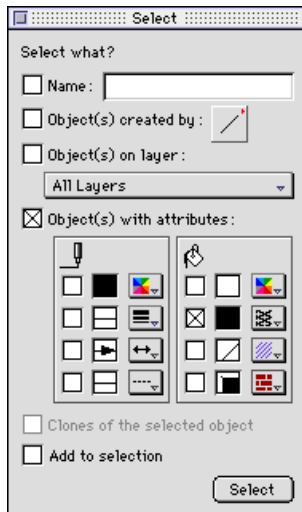 Select
Select what?
Name:
Object(s) created by:
Object(s) on layer:
All Layers
Object(s) with attributes:
Clones of the selected object
Add to selection
Select